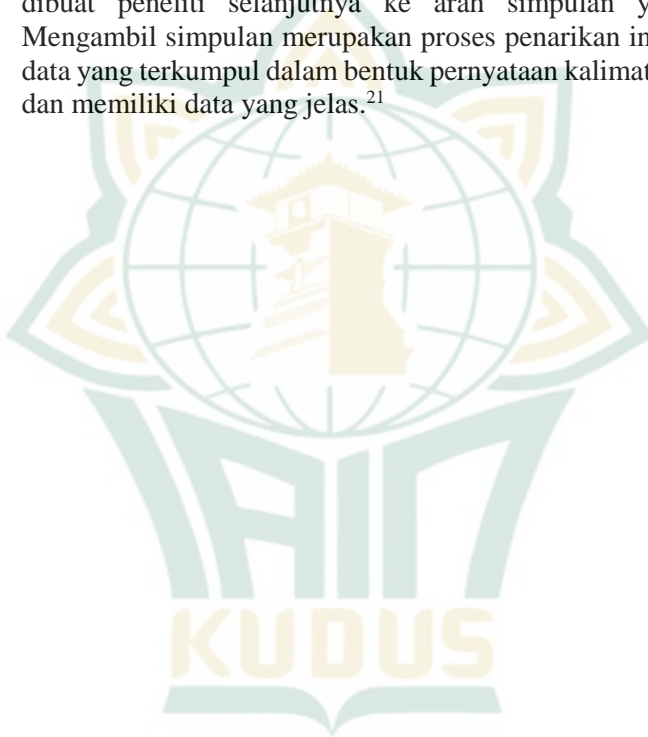 dibuat peneliti selanjutnya ke arah simpulan
Mengambil simpulan merupakan proses penarikan
data yang terkumpul dalam bentuk pernyataan kalimat
dan memiliki data yang jelas.21
IAIN
KUDUS